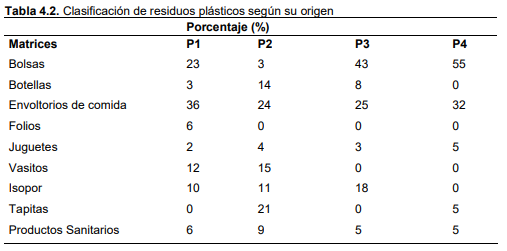 Tabla 4.2. Clasificación de residuos plásticos según su origen
Porcentaje (%)
Matrices P1 P2 P3 P4
Bolsas 23 3 43 55
Botellas 3 14 8 0
Envoltorios de comida 36 24 25 32
Folios 6 0 0 0
Juguetes 2 4 3 5
Vasitos 12 15 0 0
Isopor 10 11 18 0
Tapitas 0 21 0 5
Productos Sanitarios 6 9 5 5